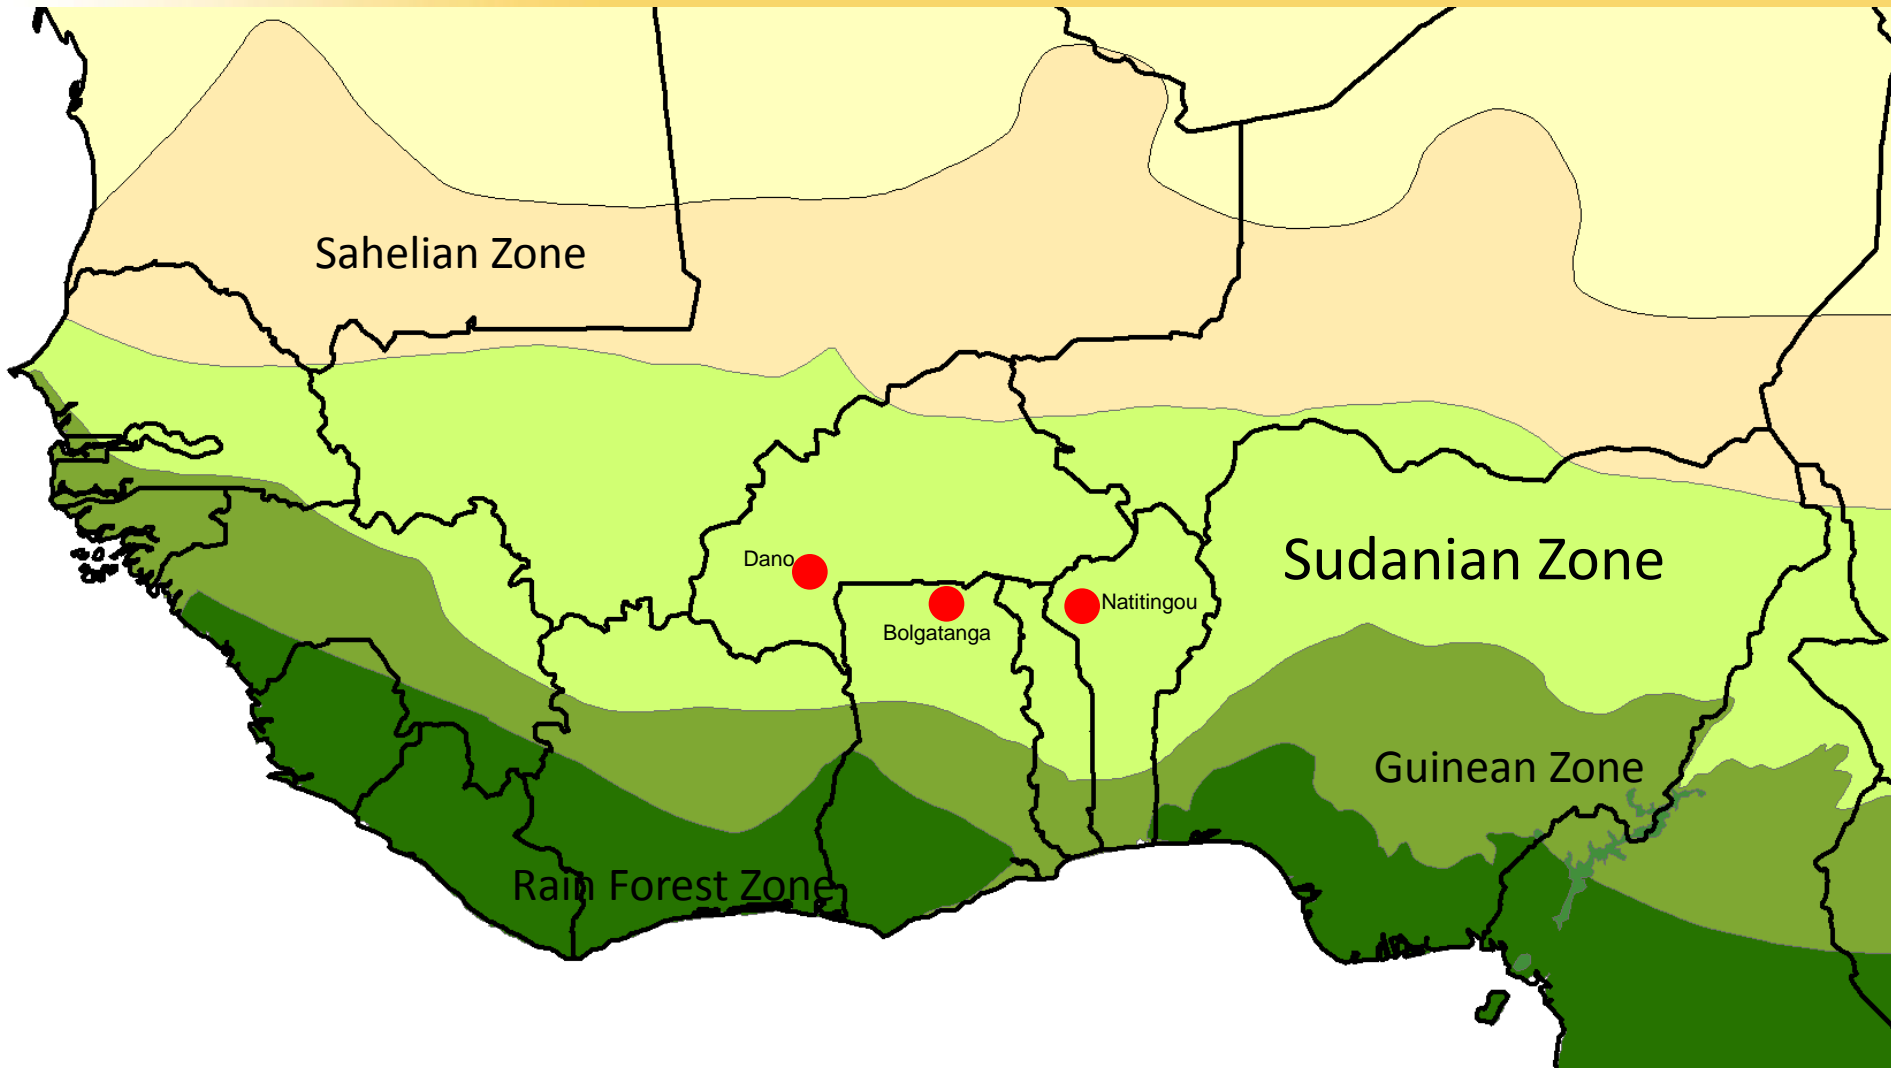 Sahelian Zone
Sudanian Zone
Dano
Natitingou
Bolgatanga
Guinean Zone
Rain Forest Zone